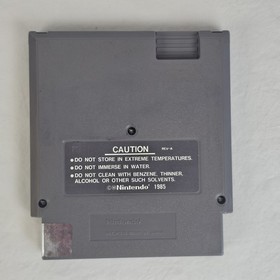 CAUTION
REV-A
● DO NOT STORE IN EXTREME TEMPERATURES.
● DO NOT IMMERSE IN WATER.
● DO NOT CLEAN WITH BENZENE, THINNER,
ALCOHOL OR OTHER SUCH SOLVENTS.
©®Nintendo® 1985